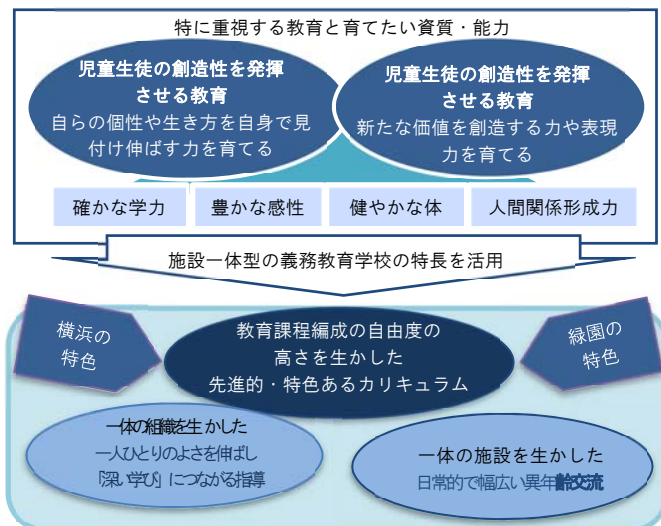 特に重視する教育と育てたい資質・能力
児童生徒の創造性を発揮
させる教育
自らの個性や生き方を自身で見
付け伸ばす力を育てる
児童生徒の創造性を発揮
させる教育
新たな価値を創造する力や表現
力を育てる
確かな学力
豊かな感性
健やかな体
人間関係形成力
施設一体型の義務教育学校の特長を活用
横浜の
特色
教育課程編成の自由度の
高さを生かした
先進的・特色あるカリキュラム
緑園の
特色
一体の組織を生かした
一人ひとりのよさを伸ばし
「深い学び」につながる指導
一体の施設を生かした
日常的で幅広い異年齢交流